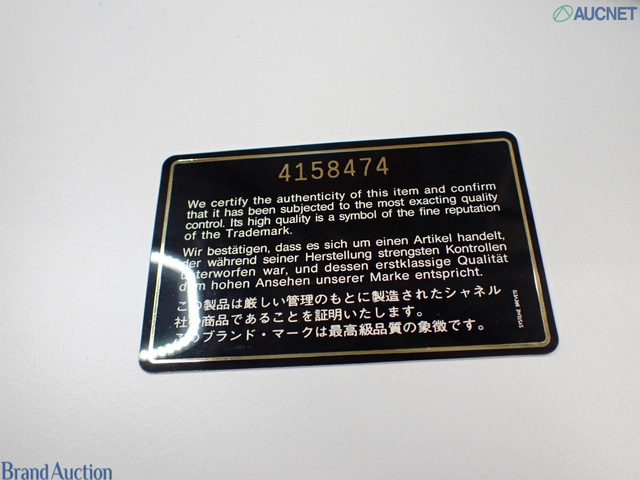 AUCNET
4158474
We certify the authenticity of this item and confirm
that it has been subjected to the most exacting quality
control. Its high quality is a symbol of the fine reputation
of the Trademark.
Wir bestätigen, dass es sich um einen Artikel handelt,
der während seiner Herstellung strengsten Kontrollen
unterworfen war, und dessen erstklassige Qualität
dem hohen Ansehen unserer Marke entspricht.
この製品は厳しい管理のもとに製造されたシャネル
社の商品であることを証明いたします。
このブランド・マークは最高級品質の象徴です。
Brand Auction